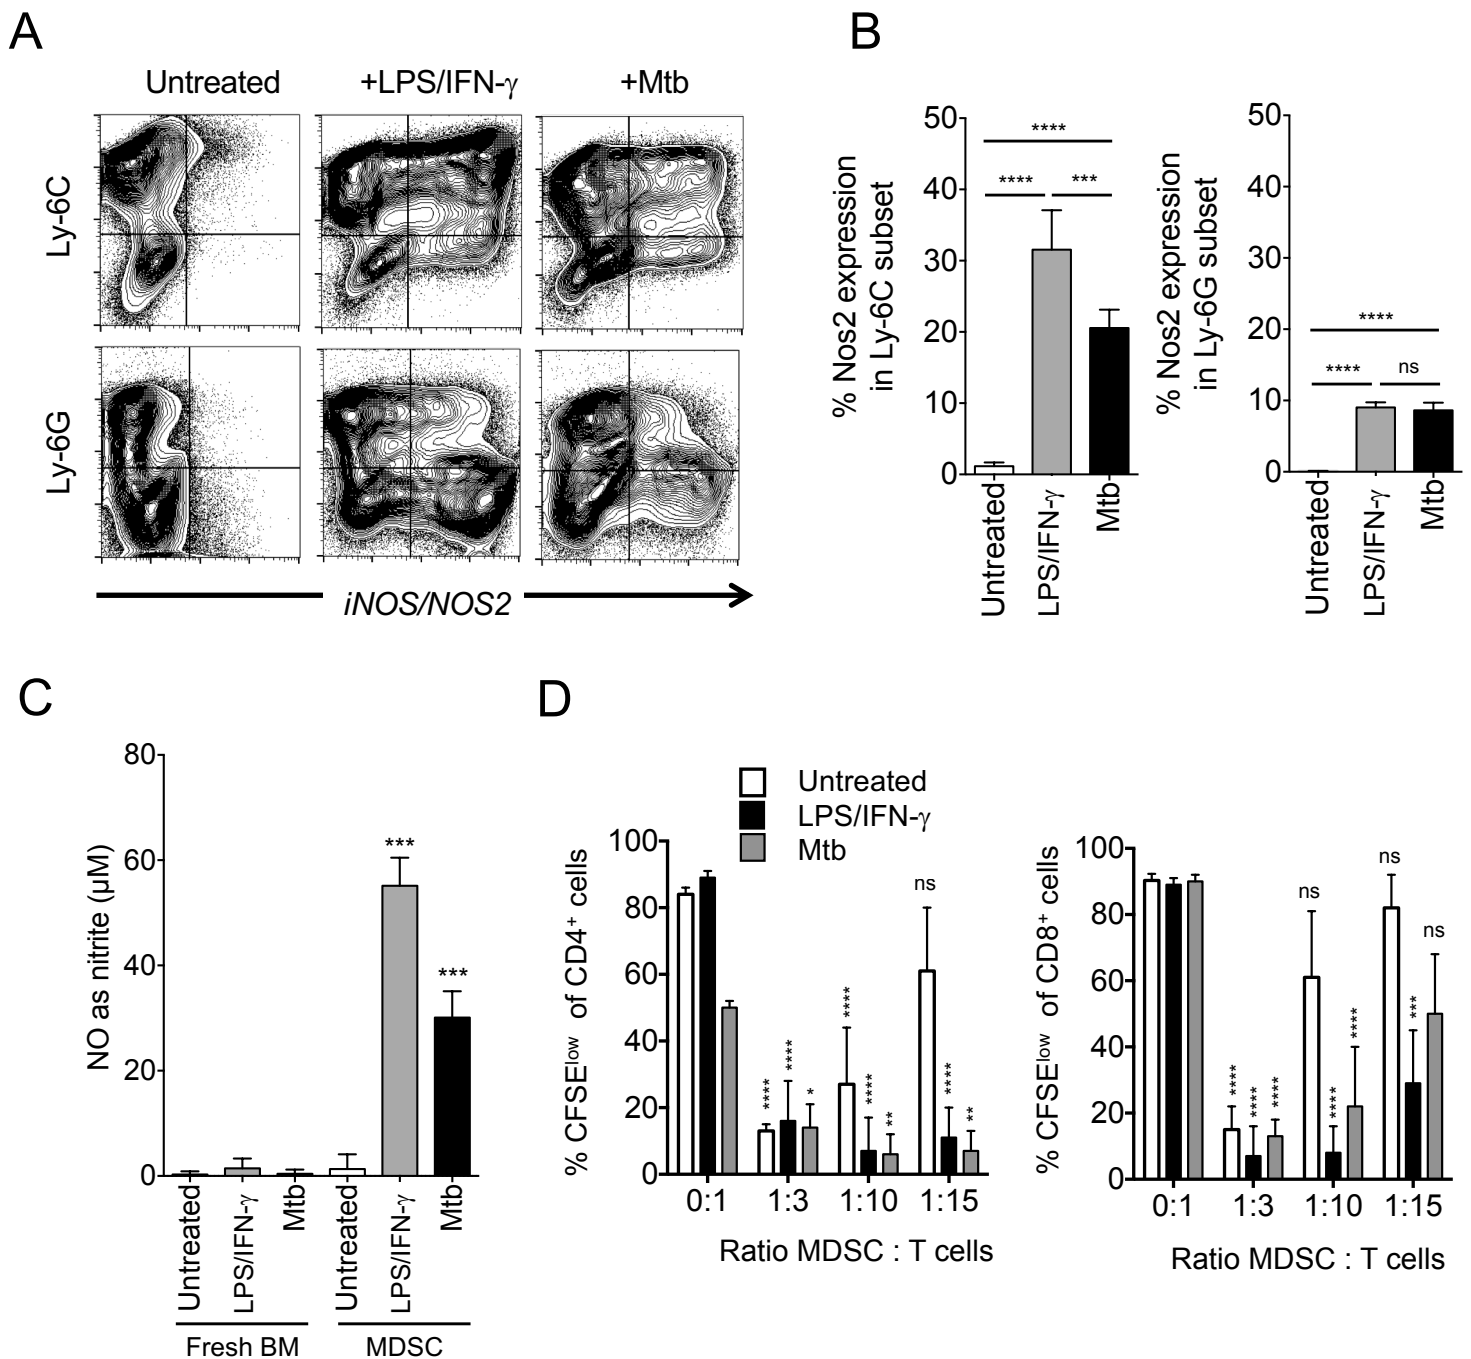 A
Untreated
+LPS/IFN-γ
+Mtb
Ly-6C
Ly-6G
iNOS/NOS2
B
% Nos2 expression
in Ly-6C subset
50
40
30
20
10
0
****
****
***
Untreated
LPS/IFN-γ
Mtb
% Nos2 expression
in Ly-6G subset
50
40
30
20
10
0
****
****
ns
Untreated
LPS/IFN-γ
Mtb
C
NO as nitrite (µM)
80
60
40
20
0
***
***
Untreated
LPS/IFN-γ
Mtb
Untreated
LPS/IFN-γ
Mtb
Fresh BM
MDSC
D
Untreated
LPS/IFN-γ
Mtb
% CFSElow of CD4+ cells
100
80
60
40
20
0
****
****
*
****
****
**
ns
****
**
0:1
1:3
1:10
1:15
Ratio MDSC : T cells
% CFSElow of CD8+ cells
100
80
60
40
20
0
****
****
****
ns
****
****
ns
***
ns
0:1
1:3
1:10
1:15
Ratio MDSC : T cells